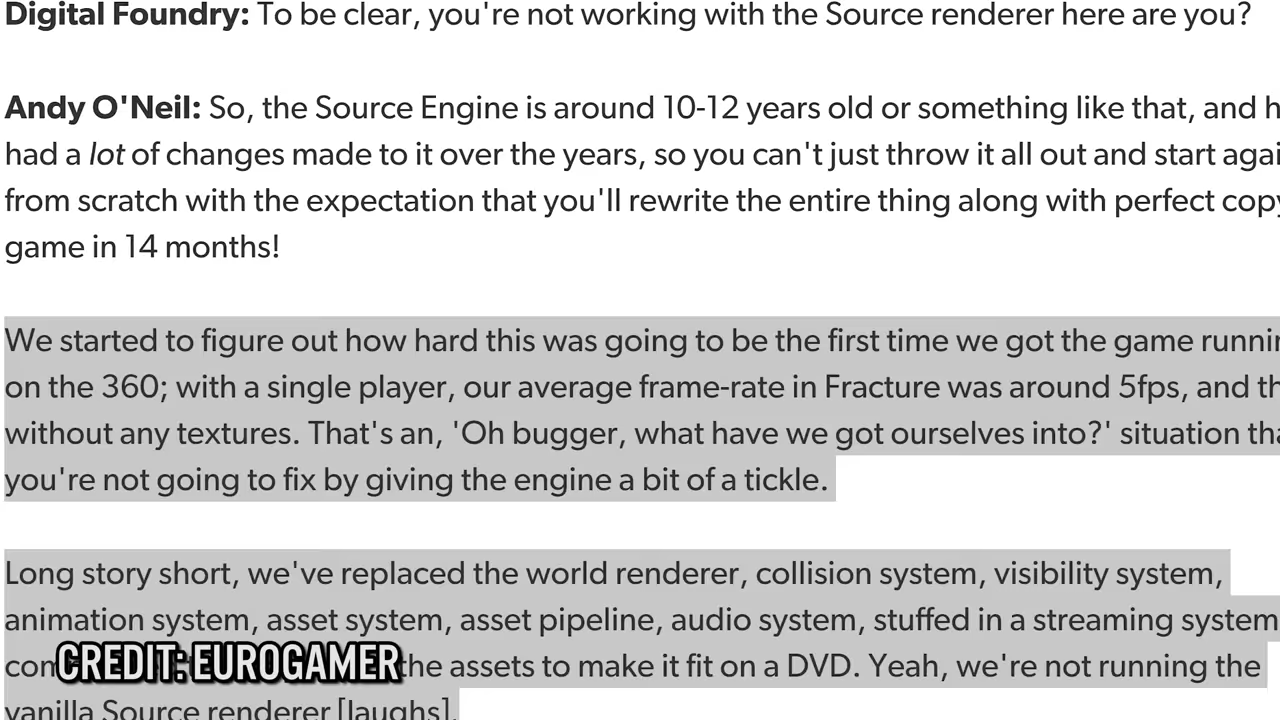 Digital Foundry: To be clear, you're not working with the Source renderer here are you?
Andy O'Neil: So, the Source Engine is around 10-12 years old or something like that, and
had a lot of changes made to it over the years, so you can't just throw it all out and start
from scratch with the expectation that you'll rewrite the entire thing along with perfect
game in 14 months!
We started to figure out how hard this was going to be the first time we got the game
on the 360; with a single player, our average frame-rate in Fracture was around 5fps, and
without any textures. That's an, 'Oh bugger, what have we got ourselves into?' situation
you're not going to fix by giving the engine a bit of a tickle.
Long story short, we've replaced the world renderer, collision system, visibility system,
animation system, asset system, asset pipeline, audio system, stuffed in a streaming system
the assets to make it fit on a DVD. Yeah, we're not running the
vanilla Source renderer [laughs].
CREDIT: EUROGAMER